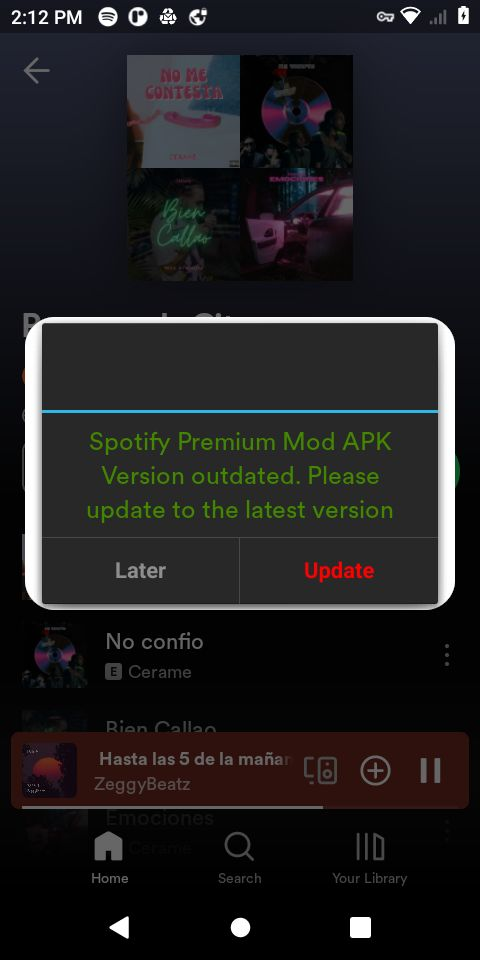 2:12 PM
NO ME
CONTESTA
CERAME
Bien
Callao
EMOCIONES
Spotify Premium Mod APK
Version outdated. Please
update to the latest version
Later
Update
No confio
E Cerame
Bien Callao
Hasta las 5 de la mañan
ZeggyBeatz
Emociones
Cerame
Home
Search
Your Library